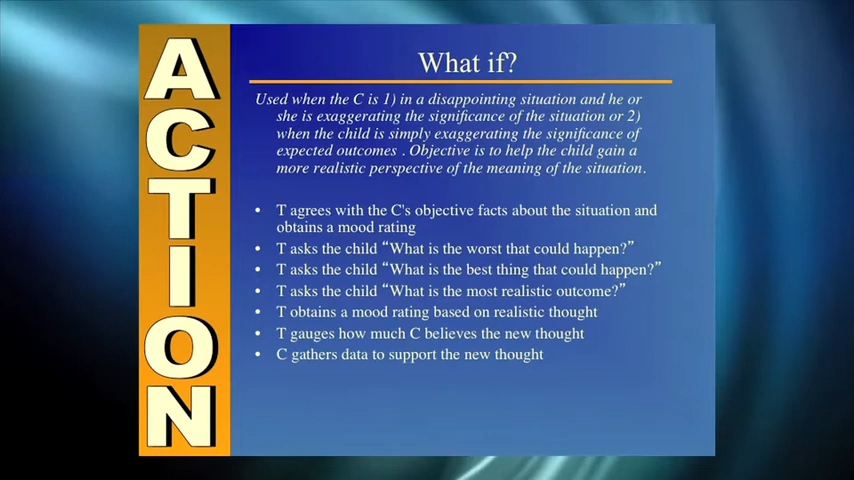 ACTION
What if?
Used when the C is 1) in a disappointing situation and he or
she is exaggerating the significance of the situation or 2)
when the child is simply exaggerating the significance of
expected outcomes . Objective is to help the child gain a
more realistic perspective of the meaning of the situation.
• T agrees with the C's objective facts about the situation and
obtains a mood rating
• T asks the child “What is the worst that could happen?”
• T asks the child “What is the best thing that could happen?”
• T asks the child “What is the most realistic outcome?”
• T obtains a mood rating based on realistic thought
• T gauges how much C believes the new thought
• C gathers data to support the new thought